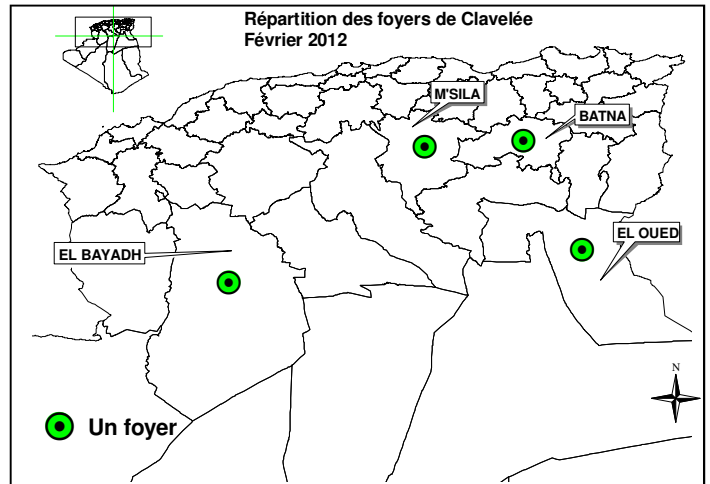 Répartition des foyers de Clavelée
Février 2012
M'SILA
BATNA
EL OUED
EL BAYADH
N
Un foyer